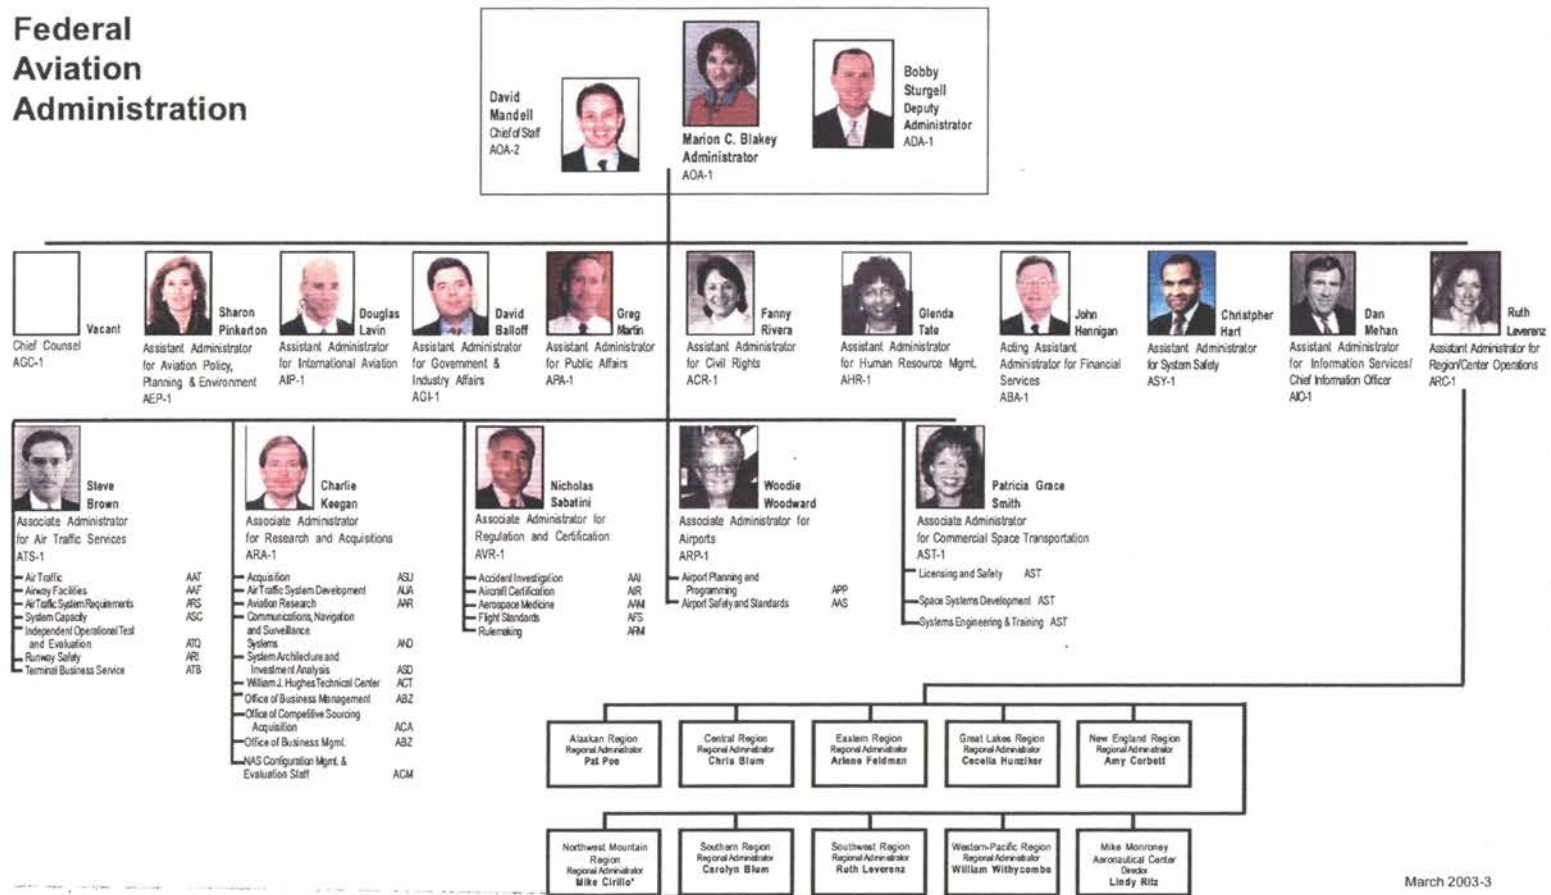 Federal
Aviation
Administration
David
Mandell
Chief of Staff
AOA-2
Marion C. Blakey
Administrator
AOA-1
Bobby
Sturgell
Deputy
Administrator
ADA-1
Vacant
Chief Counsel
AGC-1
Sharon
Pinkerton
Assistant Administrator
for Aviation Policy,
Planning & Environment
AEP-1
Douglas
Lavin
Assistant Administrator
for International Aviation
AIP-1
David
Balloff
Assistant Administrator
for Government &
Industry Affairs
AGI-1
Greg
Martin
Assistant Administrator
for Public Affairs
APA-1
Fanny
Rivera
Assistant Administrator
for Civil Rights
ACR-1
Glenda
Tate
Assistant Administrator
for Human Resource Mgmt.
AHR-1
John
Hennigan
Acting Assistant
Administrator for Financial
Services
ABA-1
Christpher
Hart
Assistant Administrator
for System Safety
ASY-1
Dan
Mehan
Assistant Administrator
for Information Services/
Chief Information Officer
AIO-1
Ruth
Leverenz
Assistant Administrator for
Region/Center Operations
ARC-1
Steve
Brown
Associate Administrator
for Air Traffic Services
ATS-1
Air Traffic AAT
Airway Facilities AAF
Air Traffic System Requirements ARS
System Capacity ASC
Independent Operational Test
and Evaluation ATQ
Runway Safety ARI
Terminal Business Service ATB
Charlie
Keegan
Associate Administrator
for Research and Acquisitions
ARA-1
Acquisition ASU
Air Traffic System Development AUA
Aviation Research AAR
Communications, Navigation
and Surveillance
Systems AND
System Architecture and
Investment Analysis ASD
William J. Hughes Technical Center ACT
Office of Business Management ABZ
Office of Competitive Sourcing
Acquisition ACA
Office of Business Mgmt. ABZ
NAS Configuration Mgmt. &
Evaluation Staff ACM
Nicholas
Sabatini
Associate Administrator for
Regulation and Certification
AVR-1
Accident Investigation AAI
Aircraft Certification AIR
Aerospace Medicine AAM
Flight Standards AFS
Rulemaking ARM
Woodie
Woodward
Associate Administrator for
Airports
ARP-1
Airport Planning and
Programming APP
Airport Safety and Standards AAS
Patricia Grace
Smith
Associate Administrator
for Commercial Space Transportation
AST-1
Licensing and Safety AST
Space Systems Development AST
Systems Engineering & Training AST
Alaskan Region
Regional Administrator
Pat Poe
Central Region
Regional Administrator
Chris Blum
Eastern Region
Regional Administrator
Arlene Feldman
Great Lakes Region
Regional Administrator
Cecelia Hunziker
New England Region
Regional Administrator
Amy Corbett
Northwest Mountain
Region
Regional Administrator
Mike Cirillo*
Southern Region
Regional Administrator
Carolyn Blum
Southwest Region
Regional Administrator
Ruth Leverenz
Western-Pacific Region
Regional Administrator
William Withycombe
Mike Monroney
Aeronautical Center
Director
Lindy Ritz
March 2003-3